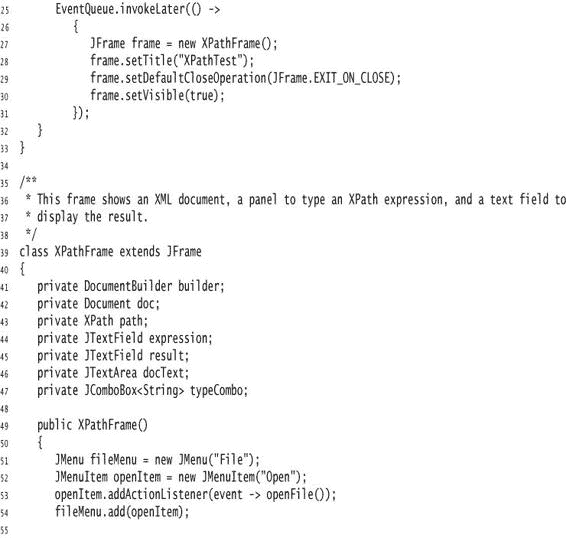 25 EventQueue.invokeLater(() ->
26 {
27 JFrame frame = new XPathFrame();
28 frame.setTitle("XPathTest");
29 frame.setDefaultCloseOperation(JFrame.EXIT_ON_CLOSE);
30 frame.setVisible(true);
31 });
32 }
33 }
34
35 /**
36 * This frame shows an XML document, a panel to type an XPath expression, and a text field to
37 * display the result.
38 */
39 class XPathFrame extends JFrame
40 {
41 private DocumentBuilder builder;
42 private Document doc;
43 private XPath path;
44 private JTextField expression;
45 private JTextField result;
46 private JTextArea docText;
47 private JComboBox<String> typeCombo;
48
49 public XPathFrame()
50 {
51 JMenu fileMenu = new JMenu("File");
52 JMenuItem openItem = new JMenuItem("Open");
53 openItem.addActionListener(event -> openFile());
54 fileMenu.add(openItem);
55